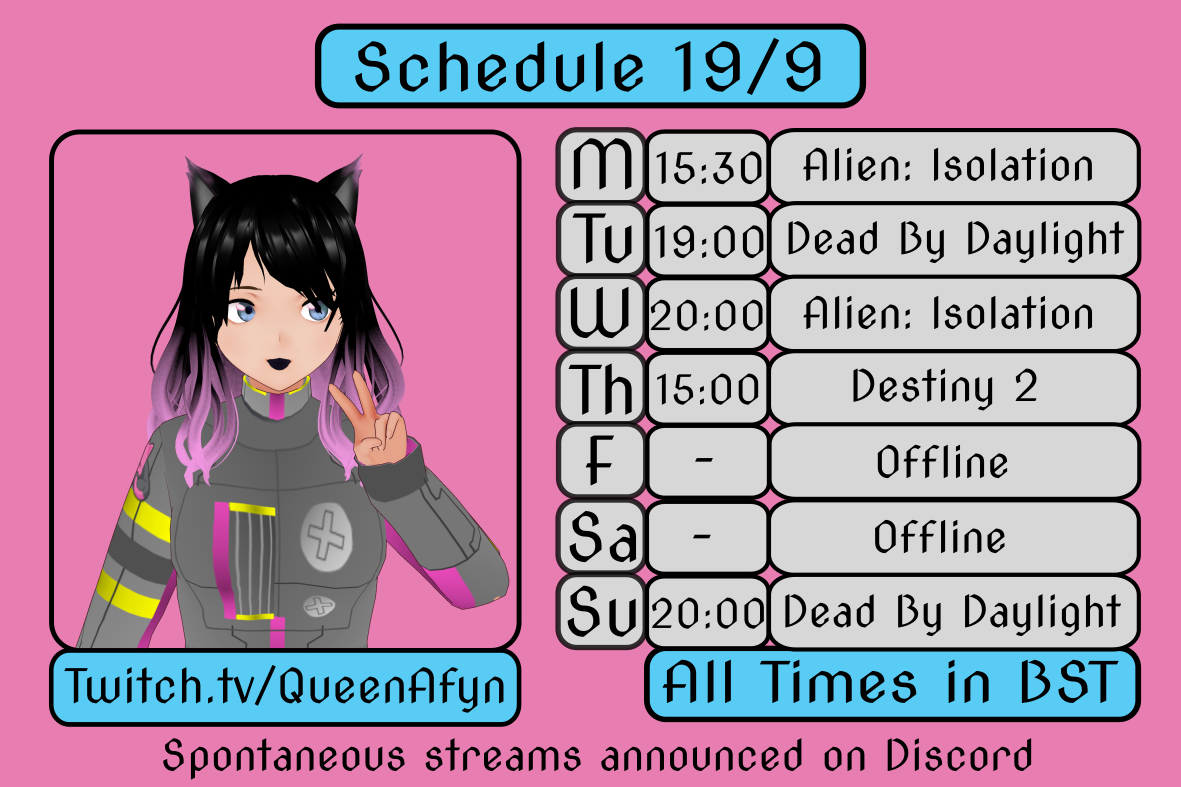 Schedule 19/9
M 15:30 Alien: Isolation
Tu 19:00 Dead By Daylight
W 20:00 Alien: Isolation
Th 15:00 Destiny 2
F - Offline
Sa - Offline
Su 20:00 Dead By Daylight
Twitch.tv/QueenAfyn
All Times in BST
Spontaneous streams announced on Discord